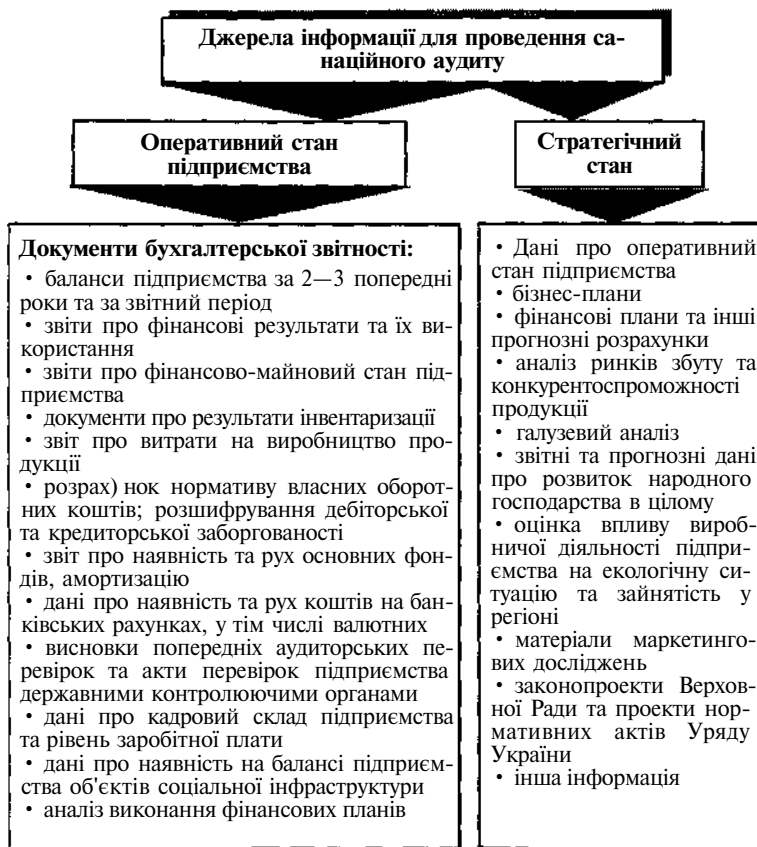 Джерела інформації для проведення са-
наційного аудиту
Оперативний стан
підприємства
Стратегічний
стан
Документи бухгалтерської звітності:
• баланси підприємства за 2—3 попередні
роки та за звітний період
• звіти про фінансові результати та їх ви-
користання
• звіти про фінансово-майновий стан під-
приємства
• документи про результати інвентаризації
• звіт про витрати на виробництво про-
дукції
• розрах) нок нормативу власних оборот-
них коштів; розшифрування дебіторської
та кредиторської заборгованості
• звіт про наявність та рух основних фон-
дів, амортизацію
• дані про наявність та рух коштів на бан-
ківських рахунках, у тім числі валютних
• висновки попередніх аудиторських пе-
ревірок та акти перевірок підприємства
державними контролюючими органами
• дані про кадровий склад підприємства
та рівень заробітної плати
• дані про наявність на балансі підприєм-
ства об'єктів соціальної інфраструктури
• аналіз виконання фінансових планів
• Дані про оперативний
стан підприємства
• бізнес-плани
• фінансові плани та інші
прогнозні розрахунки
• аналіз ринків збуту та
конкурентоспроможності
продукції
• галузевий аналіз
• звітні та прогнозні дані
про розвиток народного
господарства в цілому
• оцінка впливу вироб-
ничої діяльності підпри-
ємства на екологічну си-
туацію та зайнятість у
регіоні
• матеріали маркетинго-
вих досліджень
• законопроекти Верхов-
ної Ради та проекти нор-
мативних актів Уряду
України
• інша інформація